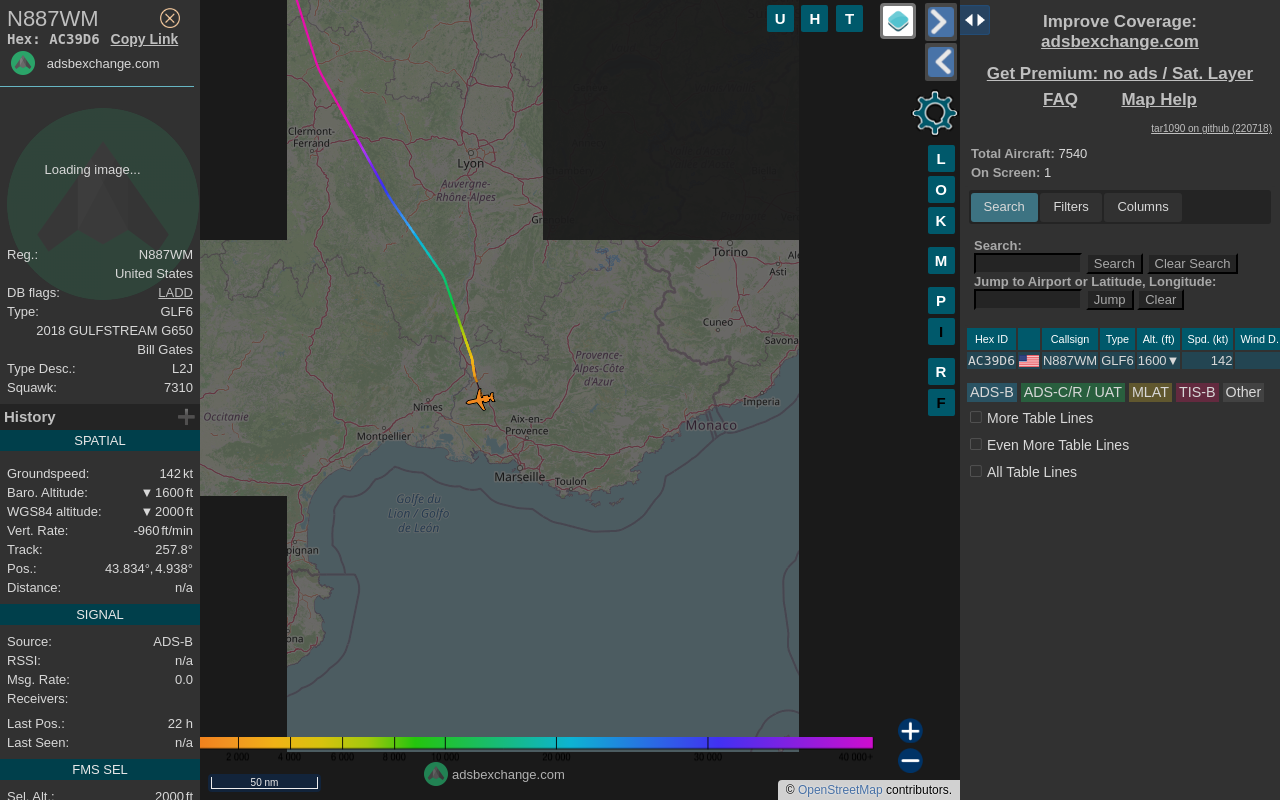 N887WM
Hex: AC39D6 Copy Link
adsbexchange.com
Loading image...
Reg.: N887WM
United States
DB flags: LADD
Type: GLF6
2018 GULFSTREAM G650
Bill Gates
Type Desc.: L2J
Squawk: 7310
History
SPATIAL
Groundspeed: 142 kt
Baro. Altitude: ▼ 1600 ft
WGS84 altitude: ▼ 2000 ft
Vert. Rate: -960 ft/min
Track: 257.8°
Pos.: 43.834°, 4.938°
Distance: n/a
SIGNAL
Source: ADS-B
RSSI: n/a
Msg. Rate: 0.0
Receivers:
Last Pos.: 22 h
Last Seen: n/a
FMS SEL
Sel. Alt.: 2000 ft
U H T
L
O
K
M
P
I
R
F
Clermont-
Ferrand
Lyon
Auvergne-
Rhône-Alpes
Torino
Asti
Cuneo
Savona
Provence-
Alpes-Côte
d'Azur
Occitanie
Nîmes
Montpellier
Aix-en-
Provence
Imperia
Monaco
Marseille
Toulon
Golfe du
Lion / Golfo
de León
pignan
ona
2 000 4 000 6 000 8 000 10 000 20 000 30 000 40 000+
50 nm
adsbexchange.com
© OpenStreetMap contributors.
Improve Coverage:
adsbexchange.com
Get Premium: no ads / Sat. Layer
FAQ Map Help
tar1090 on github (220718)
Total Aircraft: 7540
On Screen: 1
Search Filters Columns
Search:
Search Clear Search
Jump to Airport or Latitude, Longitude:
Jump Clear
Hex ID Callsign Type Alt. (ft) Spd. (kt) Wind D.
AC39D6 N887WM GLF6 1600▼ 142
ADS-B ADS-C/R / UAT MLAT TIS-B Other
More Table Lines
Even More Table Lines
All Table Lines